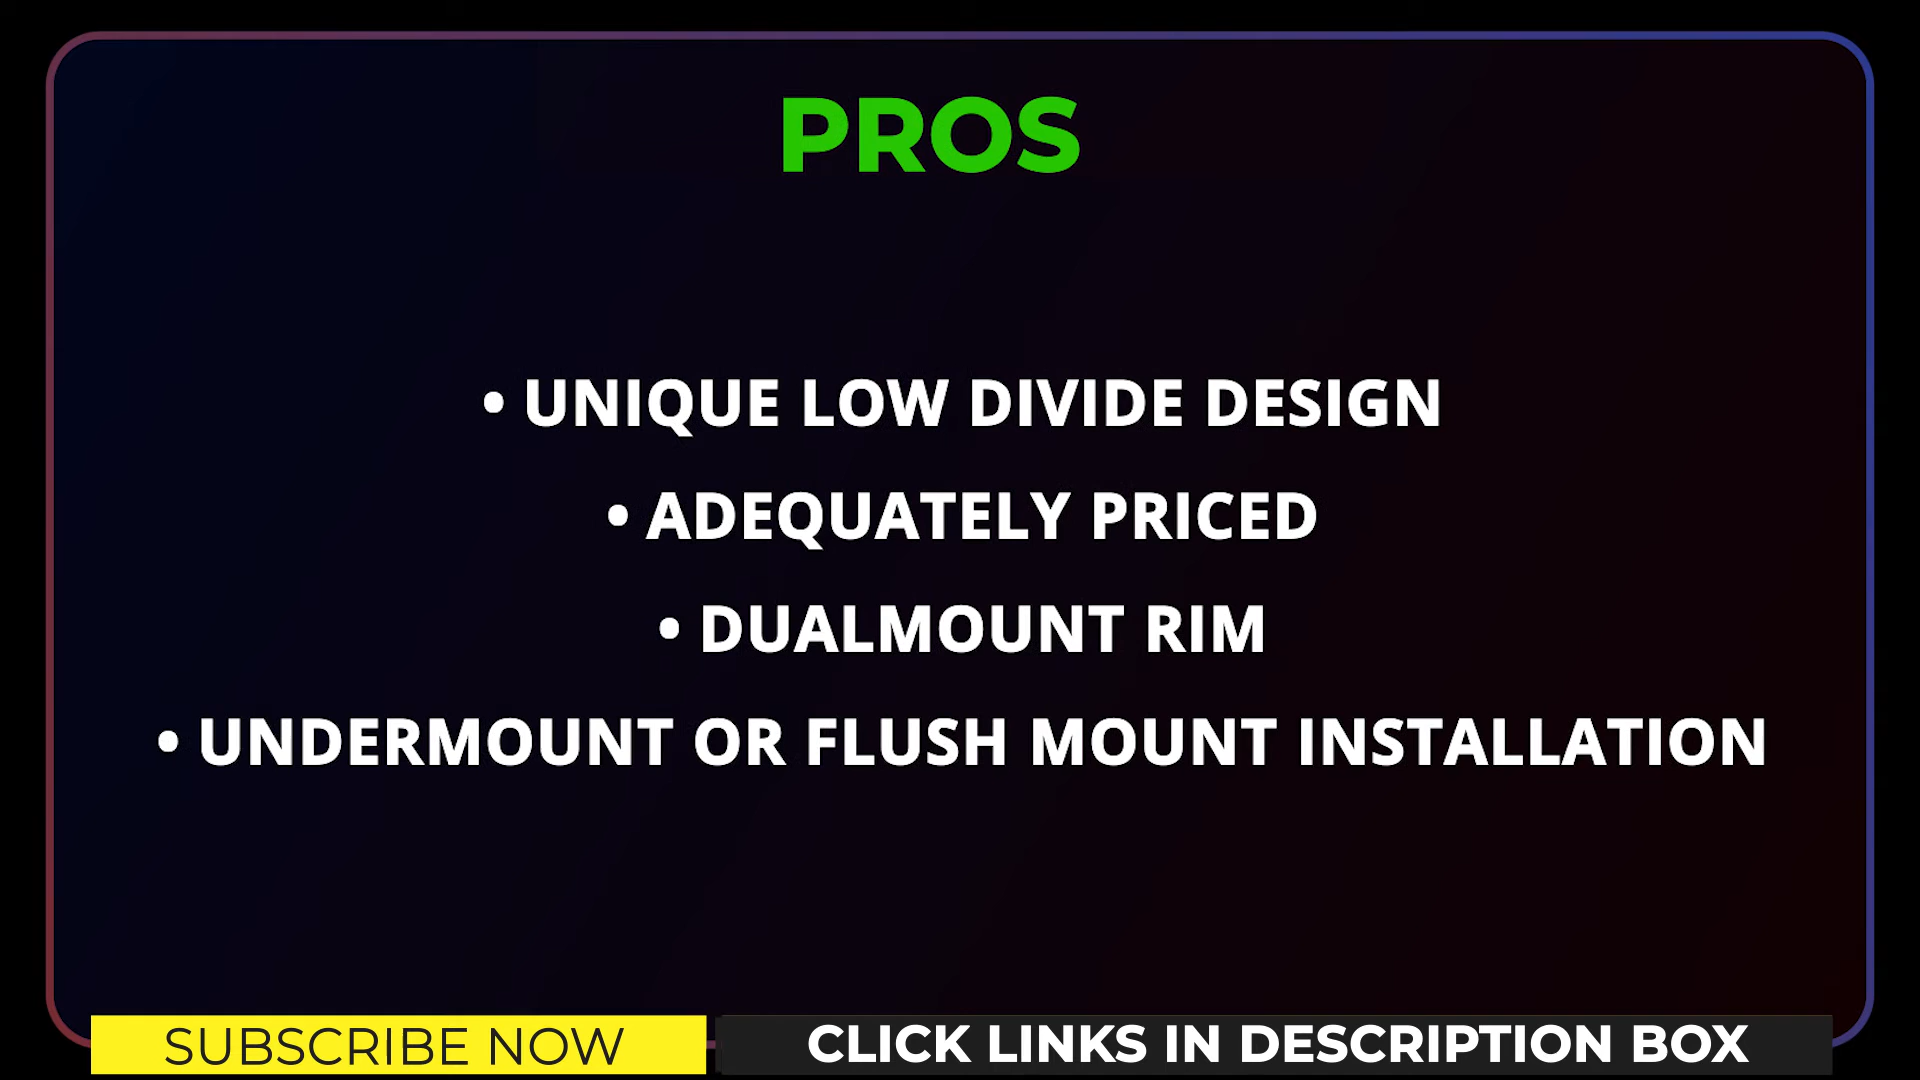 PROS
• UNIQUE LOW DIVIDE DESIGN
• ADEQUATELY PRICED
• DUALMOUNT RIM
• UNDERMOUNT OR FLUSH MOUNT INSTALLATION
SUBSCRIBE NOW
CLICK LINKS IN DESCRIPTION BOX